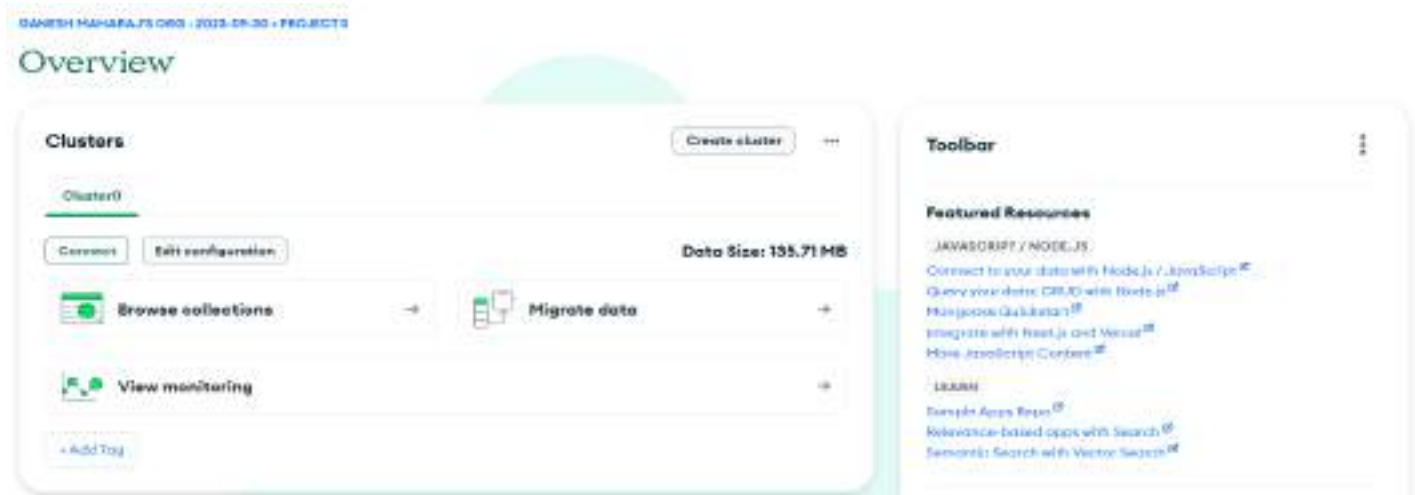 GANESH MAHARAJ'S ORG - 2023-09-30 > PROJECTS
Overview
Clusters
Create cluster
Cluster0
Connect
Edit configuration
Data Size: 135.71 MB
Browse collections
Migrate data
View monitoring
+ Add Tag
Toolbar
Featured Resources
JAVASCRIPT / NODE.JS
Connect to your data with Node.js / JavaScript
Query your data: CRUD with Node.js
Mongoose Quickstart
Integrate with Next.js and Vercel
More JavaScript Content
LEARN
Sample Apps Repo
Relevance-based apps with Search
Semantic Search with Vector Search